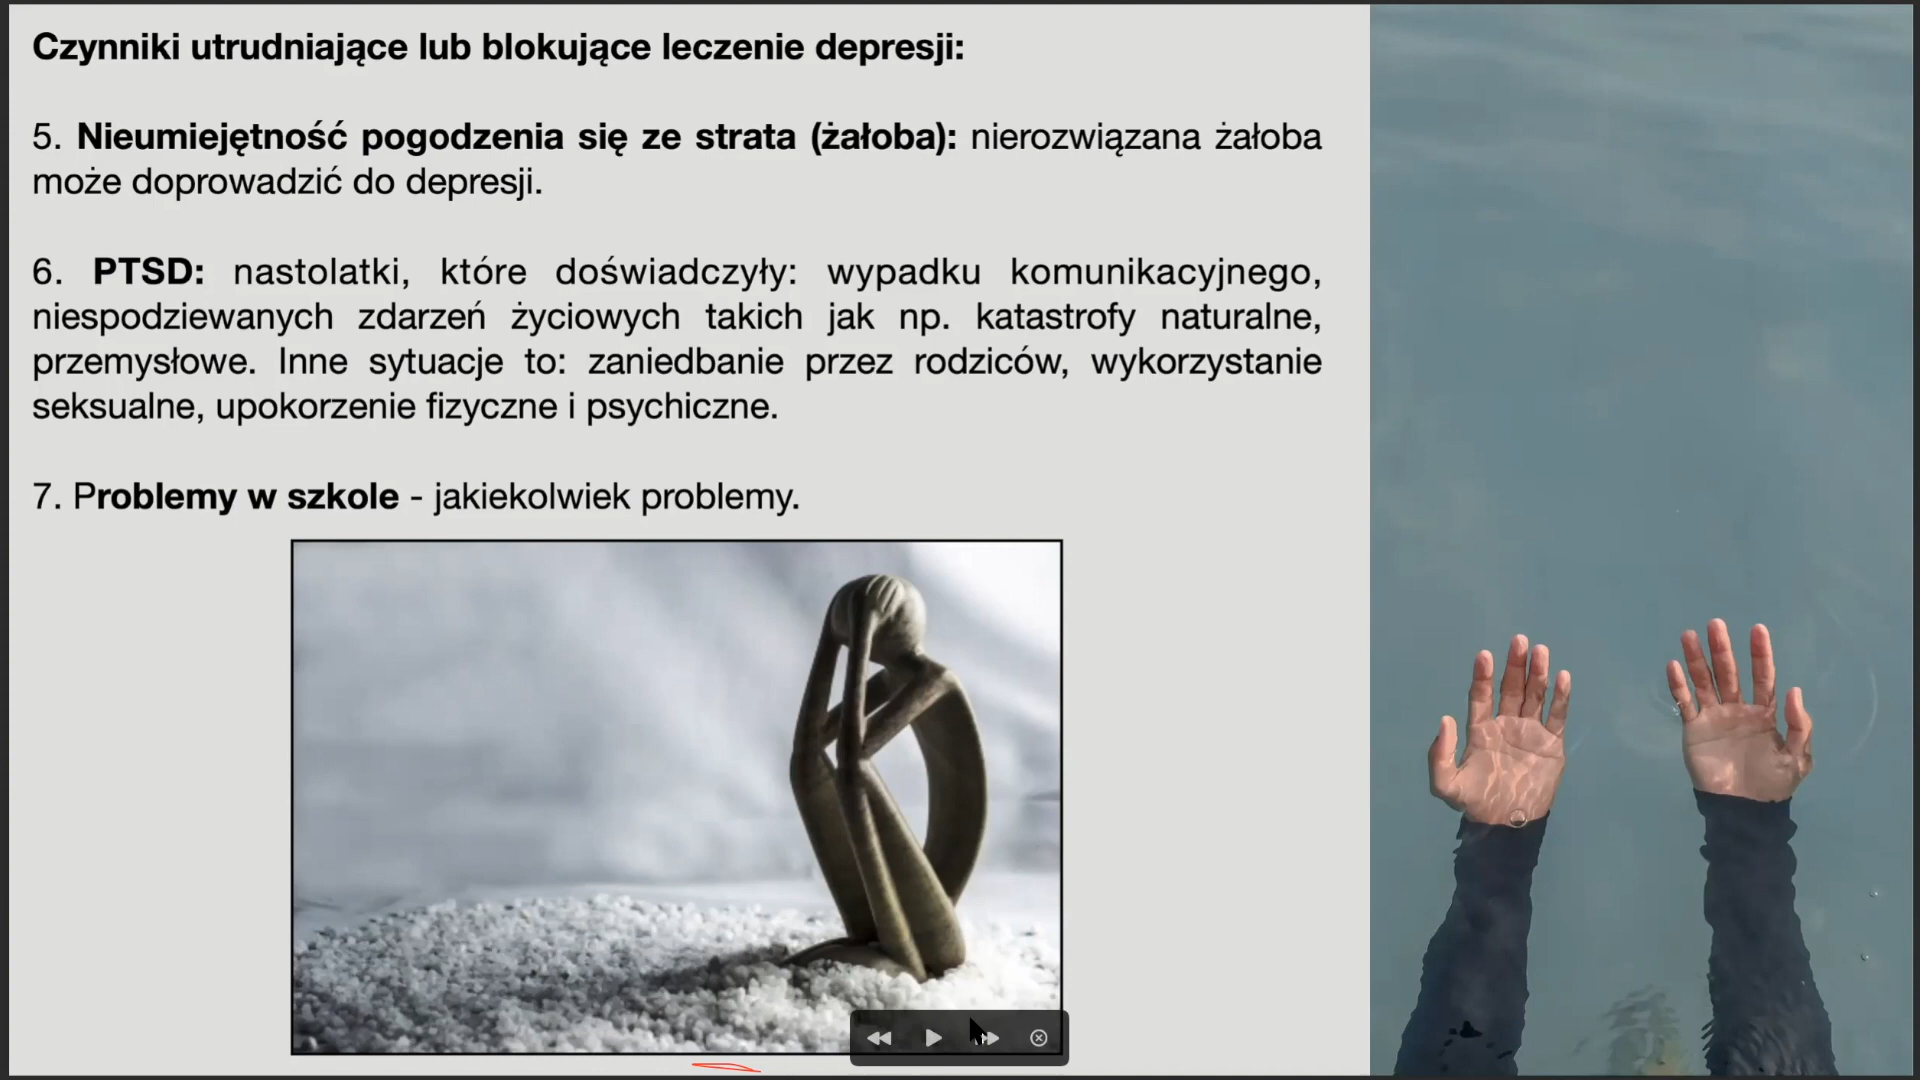 Czynniki utrudniające lub blokujące leczenie depresji:
5. Nieumiejętność pogodzenia się ze strata (żałoba): nierozwiązana żałoba
może doprowadzić do depresji.
6. PTSD: nastolatki, które doświadczyły: wypadku komunikacyjnego,
niespodziewanych zdarzeń życiowych takich jak np. katastrofy naturalne,
przemysłowe. Inne sytuacje to: zaniedbanie przez rodziców, wykorzystanie
seksualne, upokorzenie fizyczne i psychiczne.
7. Problemy w szkole - jakiekolwiek problemy.